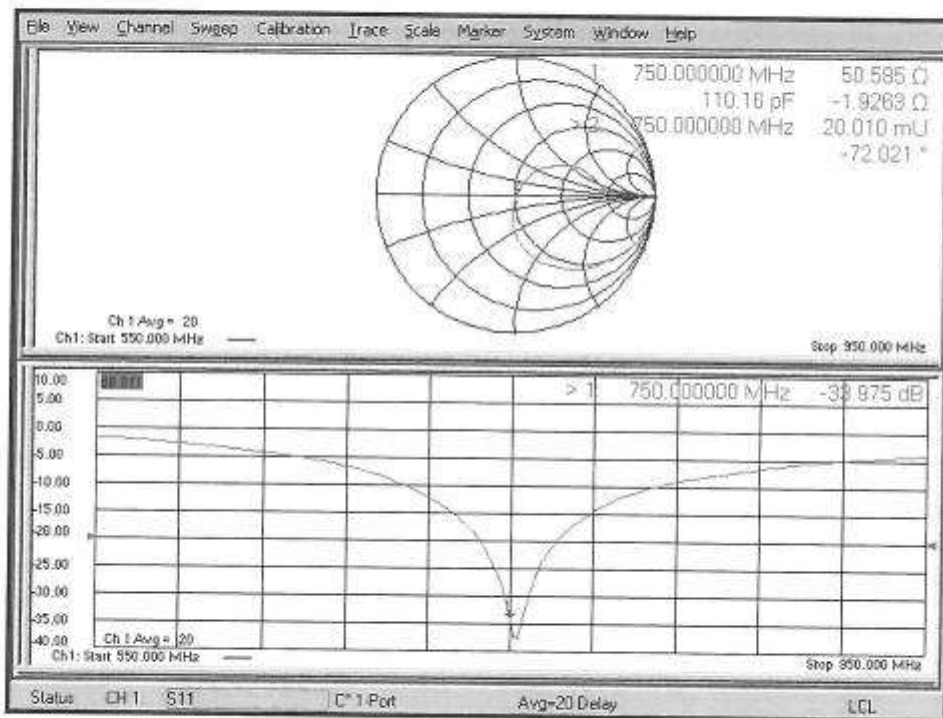 File View Channel Sweep Calibration Trace Scale Marker System Window Help
1 750.000000 MHz 50.595 Ω
110.16 pF -1.9263 Ω
> 2 750.000000 MHz 20.010 mU
-72.021 °
Ch 1 Avg = 20
Ch1: Start 550.000 MHz
Stop 950.000 MHz
> 1 750.000000 MHz -33.975 dB
10.00
5.00
0.00
-5.00
-10.00
-15.00
-20.00
-25.00
-30.00
-35.00
-40.00
Ch 1 Avg = 20
Ch1: Start 550.000 MHz
Stop 950.000 MHz
Status CH 1: S11 C* 1-Port Avg=20 Delay LCL